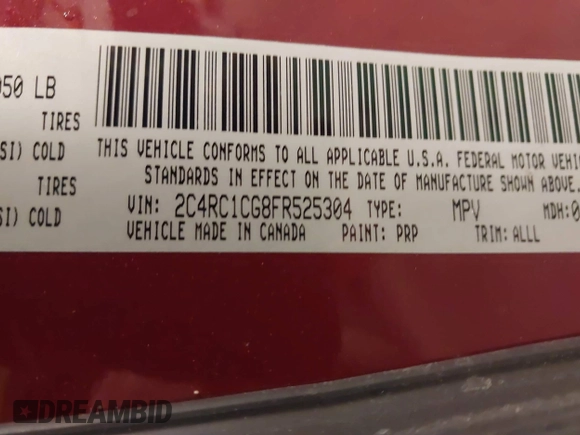 950 LB
TIRES
SI) COLD
TIRES
SI) COLD
THIS VEHICLE CONFORMS TO ALL APPLICABLE U.S.A. FEDERAL MOTOR VEHIC
STANDARDS IN EFFECT ON THE DATE OF MANUFACTURE SHOWN ABOVE.
VIN: 2C4RC1CG8FR525304 TYPE: MPV MDH:0
VEHICLE MADE IN CANADA PAINT: PRP TRIM: ALLL
DREAMBID